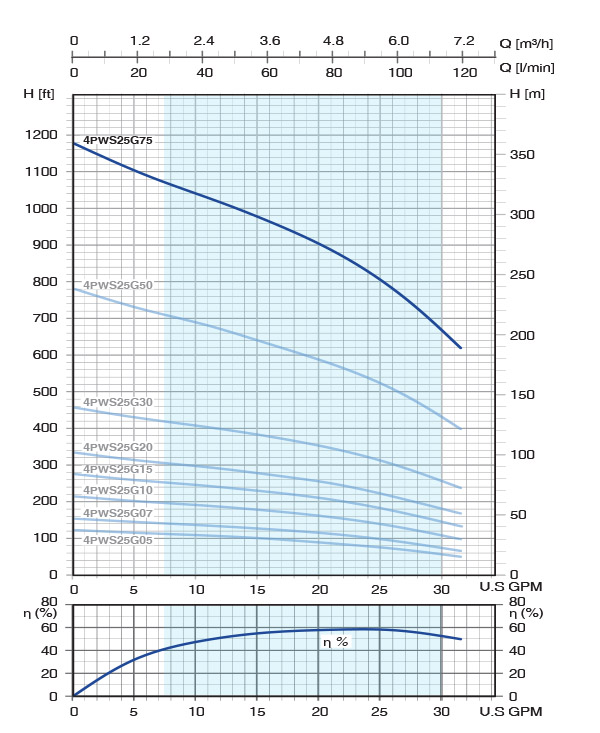 0 1.2 2.4 3.6 4.8 6.0 7.2 Q [m³/h]
0 20 40 60 80 100 120 Q [l/min]
H [ft] H [m]
1200
4PWS25G75
350
1100
1000
300
900
800
250
4PWS25G50
700
200
600
500
150
4PWS25G30
400
4PWS25G20
100
300
4PWS25G15
4PWS25G10
200
50
4PWS25G07
100
4PWS25G05
0 0
0 5 10 15 20 25 30 U.S GPM
80 80
η (%) η (%)
60 60
η %
40 40
20 20
0 0
0 5 10 15 20 25 30 U.S GPM